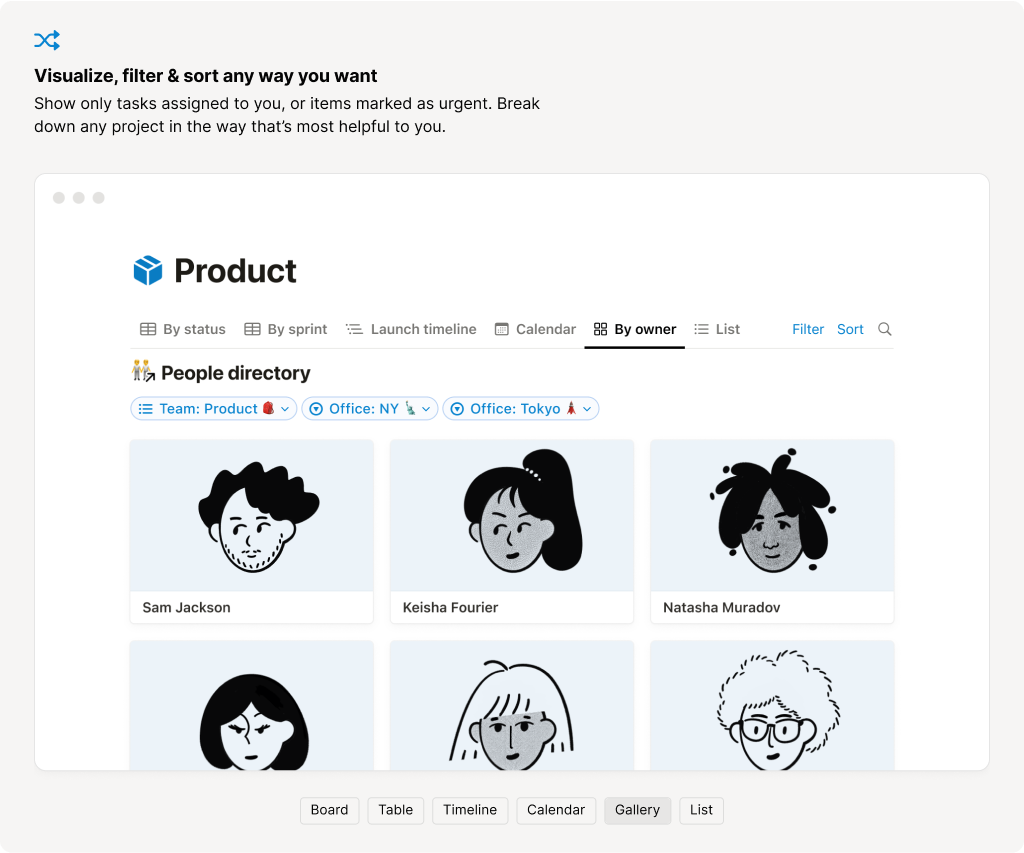 Visualize, filter & sort any way you want
Show only tasks assigned to you, or items marked as urgent. Break
down any project in the way that’s most helpful to you.
Product
By status By sprint Launch timeline Calendar By owner List Filter Sort
People directory
Team: Product Office: NY Office: Tokyo
Sam Jackson Keisha Fourier Natasha Muradov
Board Table Timeline Calendar Gallery List